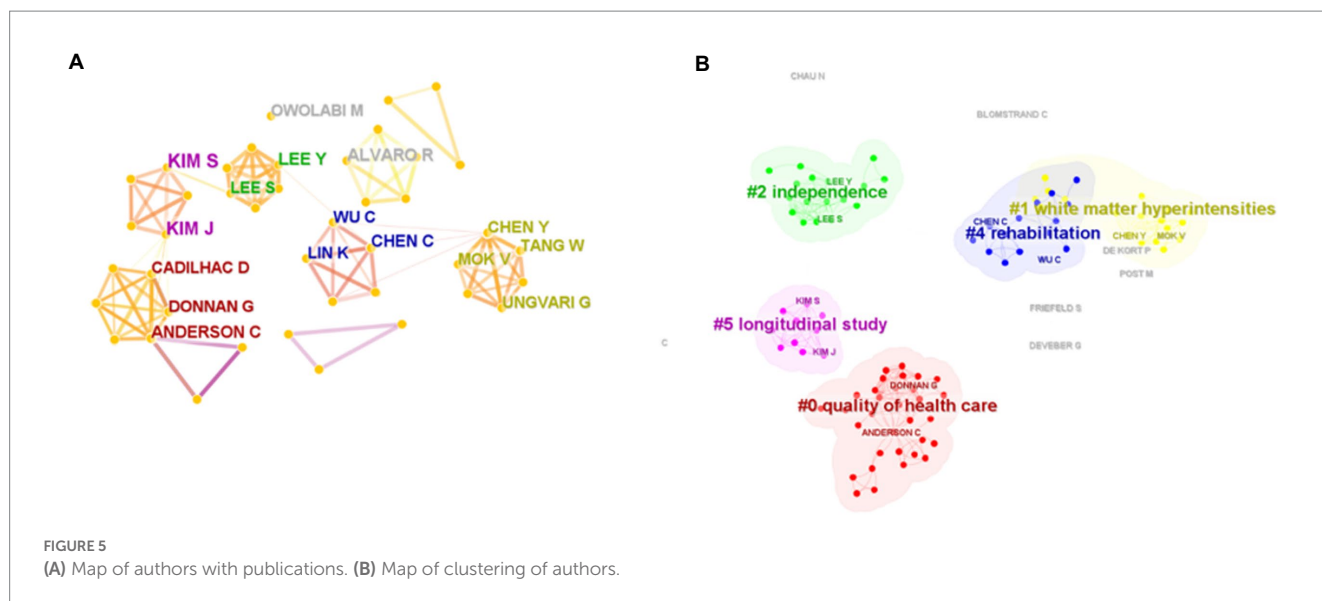 A
OWOLABI M
KIM S
LEE Y
ALVARO R
LEE S
WU C
KIM J
CHEN C
CHEN Y
LIN K
TANG W
MOK V
CADILHAC D
UNGVARI G
DONNAN G
ANDERSON C
B
CHAU N
BLOMSTRAND C
LEE Y
#2 independence
LEE S
#1 white matter hyperintensities
CHEN C
#4 rehabilitation
CHEN Y
MOK V
DE KORT P
WU C
POST M
KIM S
#5 longitudinal study
KIM J
FRIEFELD S
C
DEVEBER G
DONNAN G
#0 quality of health care
ANDERSON C
FIGURE 5
(A) Map of authors with publications. (B) Map of clustering of authors.